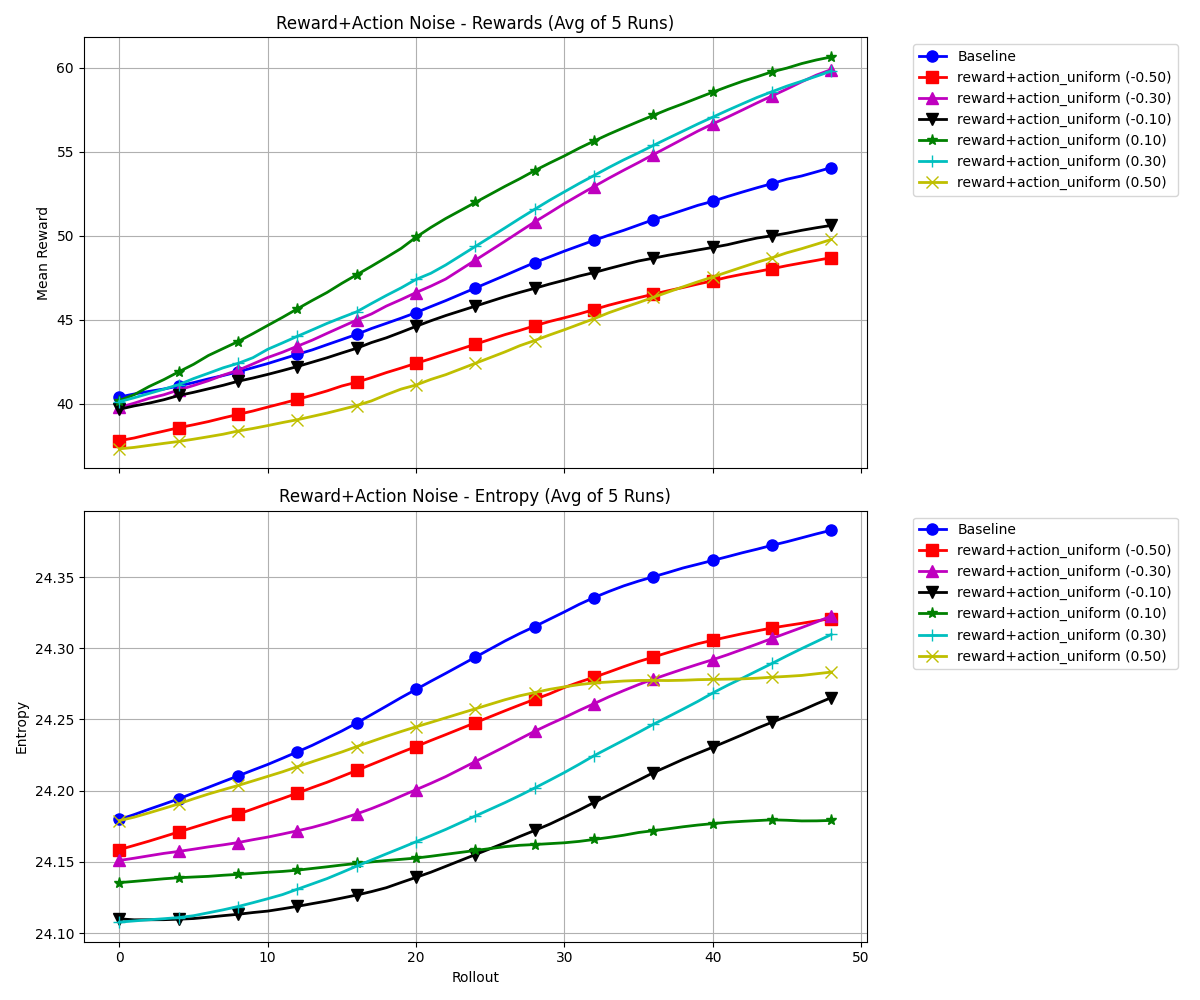 Reward+Action Noise - Rewards (Avg of 5 Runs)
60
55
50
45
40
Mean Reward
Baseline
reward+action_uniform (-0.50)
reward+action_uniform (-0.30)
reward+action_uniform (-0.10)
reward+action_uniform (0.10)
reward+action_uniform (0.30)
reward+action_uniform (0.50)
Reward+Action Noise - Entropy (Avg of 5 Runs)
24.35
24.30
24.25
24.20
24.15
24.10
Entropy
0 10 20 30 40 50
Rollout
Baseline
reward+action_uniform (-0.50)
reward+action_uniform (-0.30)
reward+action_uniform (-0.10)
reward+action_uniform (0.10)
reward+action_uniform (0.30)
reward+action_uniform (0.50)